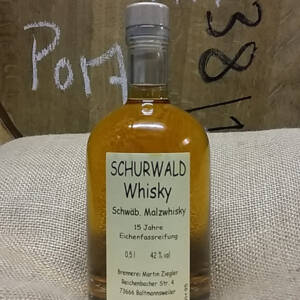 Port
38
SCHURWALD
Whisky
Schwäb. Malzwhisky
15 Jahre
Eichenfassreifung
0,5 l 42 % vol
Brennerei Martin Ziegler
Reichenbacher Str. 4
73666 Baltmannsweiler